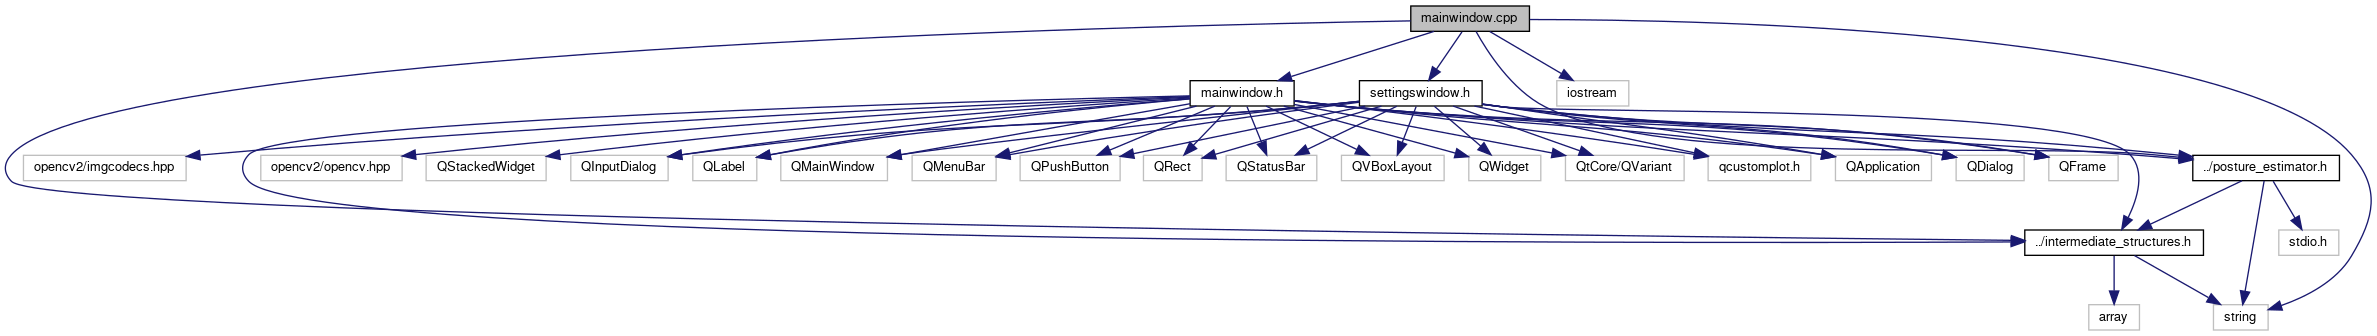 mainwindow.cpp
mainwindow.h
settingswindow.h
iostream
opencv2/imgcodecs.hpp
opencv2/opencv.hpp
QStackedWidget
QInputDialog
QLabel
QMainWindow
QMenuBar
QPushButton
QRect
QStatusBar
QVBoxLayout
QWidget
QtCore/QVariant
qcustomplot.h
QApplication
QDialog
QFrame
../posture_estimator.h
../intermediate_structures.h
stdio.h
array
string